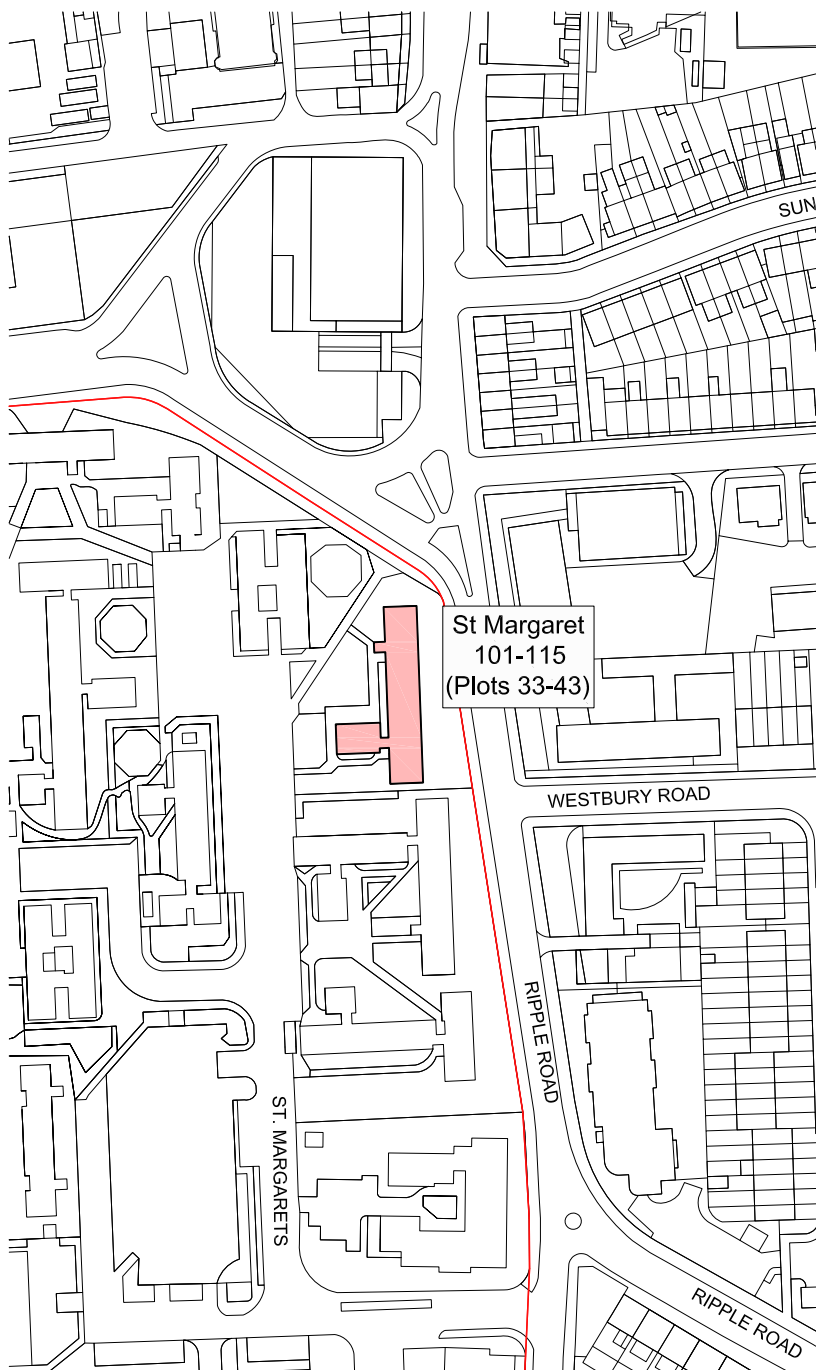 SUN
St Margaret
101-115
(Plots 33-43)
WESTBURY ROAD
RIPPLE ROAD
ST. MARGARETS
RIPPLE ROAD